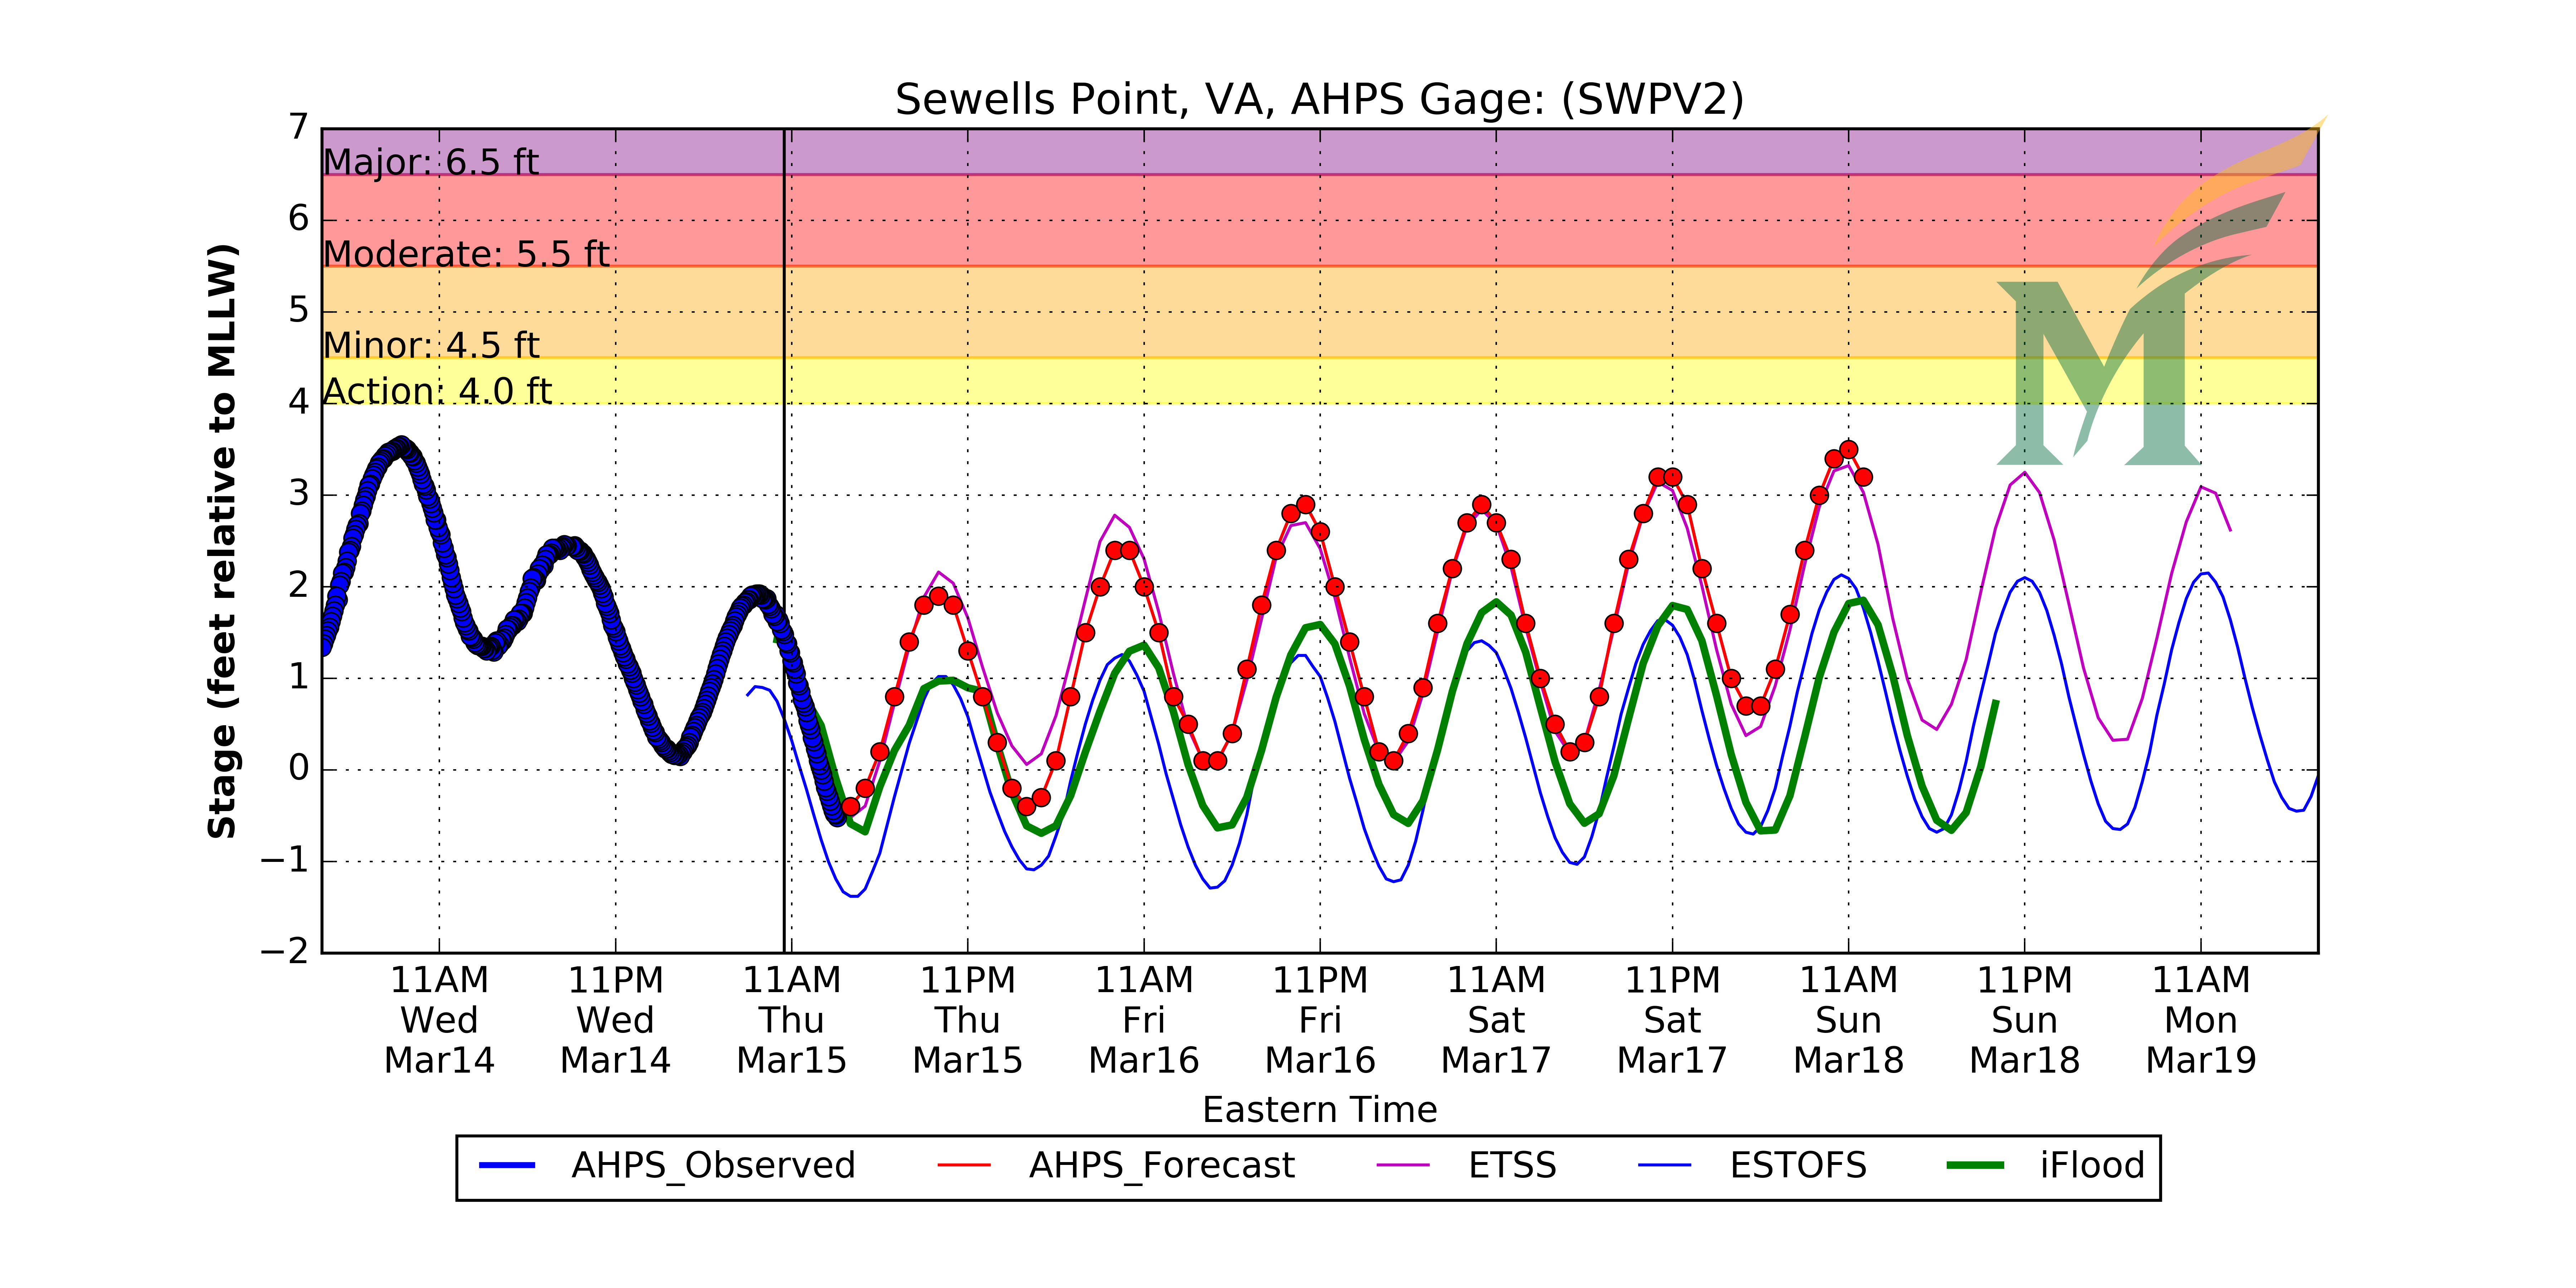 Sewells Point, VA, AHPS Gage: (SWPV2)
7
Major: 6.5 ft
6
Moderate: 5.5 ft
5
Minor: 4.5 ft
Action: 4.0 ft
4
3
2
1
0
−1
−2
Stage (feet relative to MLLW)
11AM 11PM 11AM 11PM 11AM 11PM 11AM 11PM 11AM 11PM 11AM
Wed Wed Thu Thu Fri Fri Sat Sat Sun Sun Mon
Mar14 Mar14 Mar15 Mar15 Mar16 Mar16 Mar17 Mar17 Mar18 Mar18 Mar19
Eastern Time
AHPS_Observed AHPS_Forecast ETSS ESTOFS iFlood
M